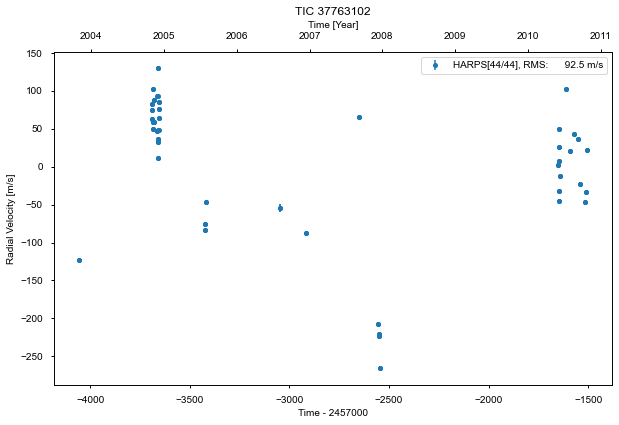 TIC 37763102
Time [Year]
2004 2005 2006 2007 2008 2009 2010 2011
HARPS[44/44], RMS: 92.5 m/s
150
100
50
0
−50
−100
−150
−200
−250
Radial Velocity [m/s]
−4000 −3500 −3000 −2500 −2000 −1500
Time - 2457000